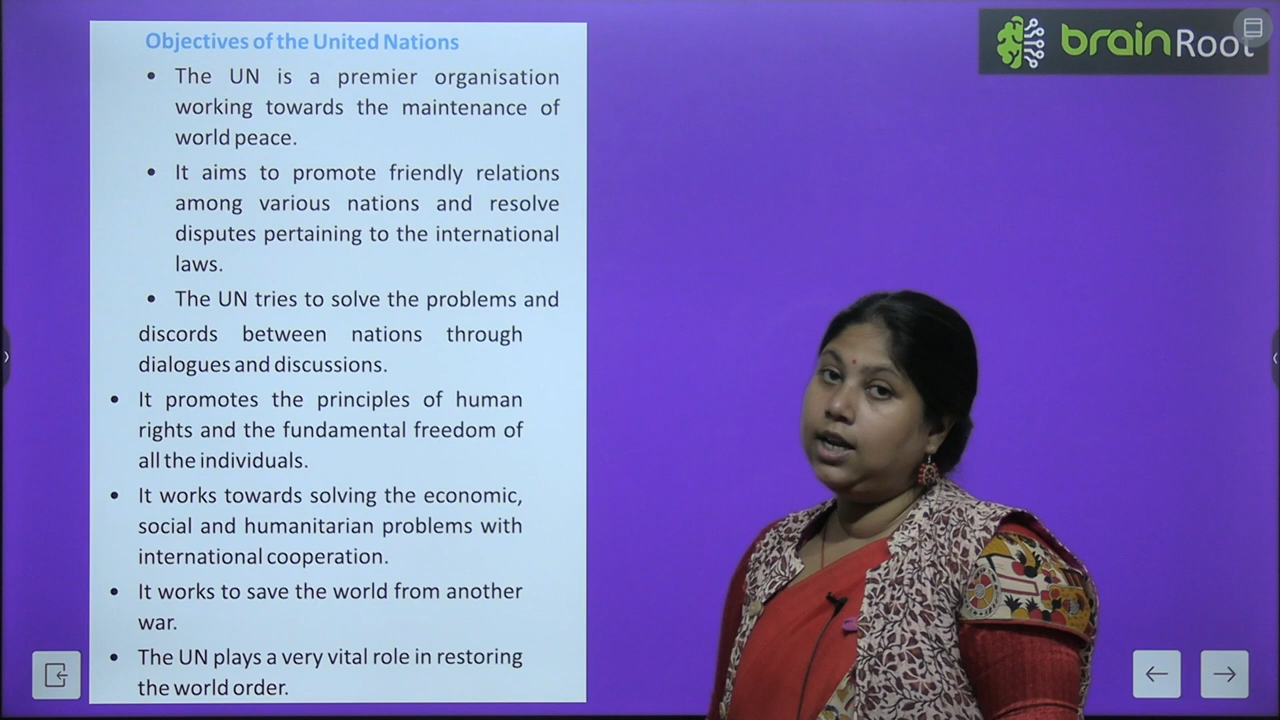 Objectives of the United Nations
• The UN is a premier organisation
working towards the maintenance of
world peace.
• It aims to promote friendly relations
among various nations and resolve
disputes pertaining to the international
laws.
• The UN tries to solve the problems and
discords between nations through
dialogues and discussions.
• It promotes the principles of human
rights and the fundamental freedom of
all the individuals.
• It works towards solving the economic,
social and humanitarian problems with
international cooperation.
• It works to save the world from another
war.
• The UN plays a very vital role in restoring
the world order.
brainRoot